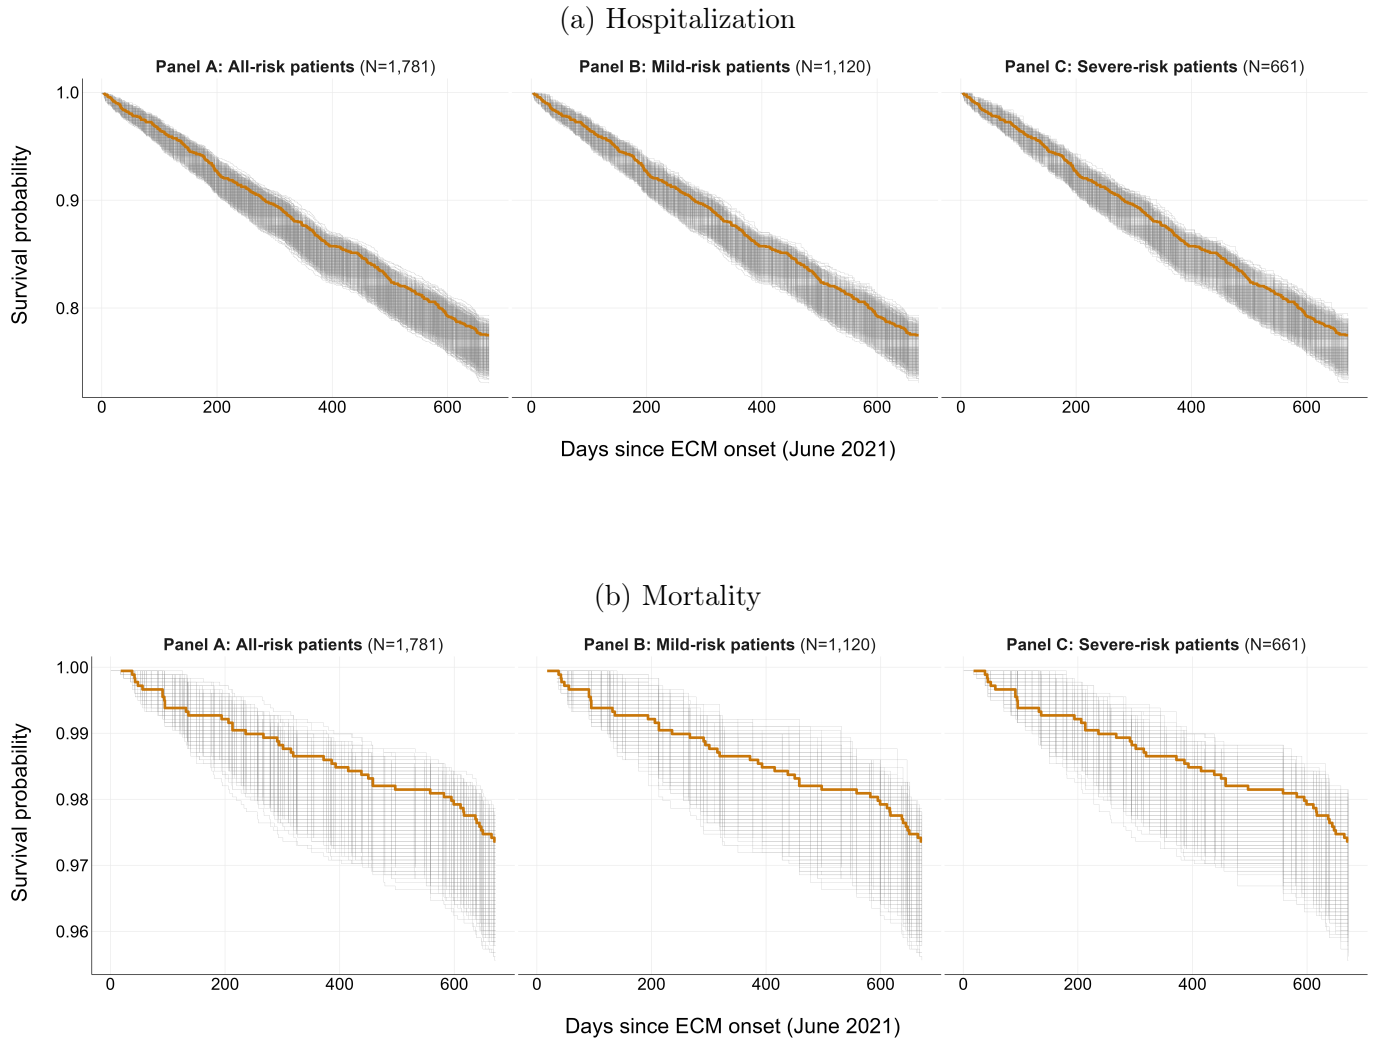 (a) Hospitalization
Panel A: All-risk patients (N=1,781)
Panel B: Mild-risk patients (N=1,120)
Panel C: Severe-risk patients (N=661)
Survival probability
1.0
0.9
0.8
0 200 400 600
0 200 400 600
0 200 400 600
Days since ECM onset (June 2021)
(b) Mortality
Panel A: All-risk patients (N=1,781)
Panel B: Mild-risk patients (N=1,120)
Panel C: Severe-risk patients (N=661)
Survival probability
1.00
0.99
0.98
0.97
0.96
0 200 400 600
0 200 400 600
0 200 400 600
Days since ECM onset (June 2021)